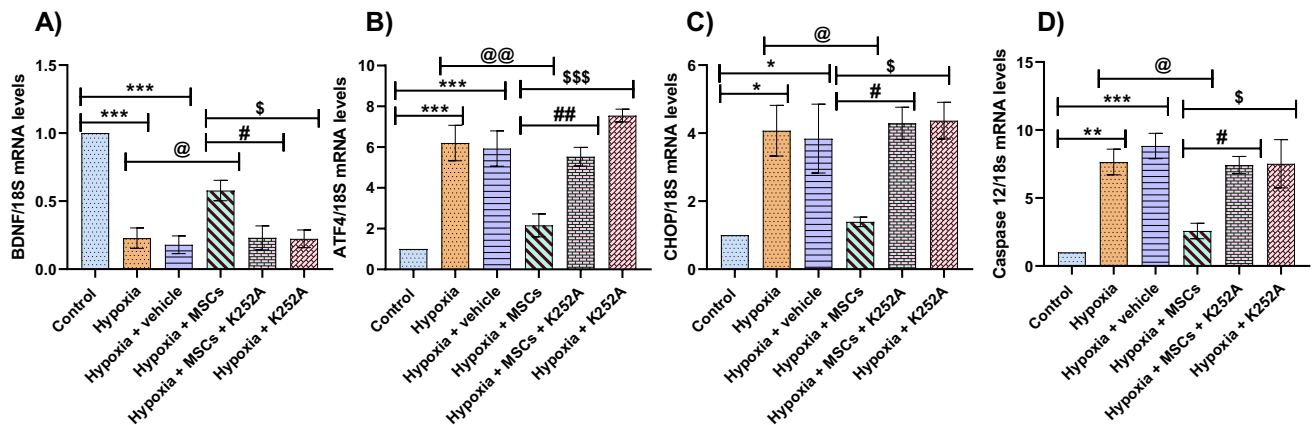 A)
BDNF/18S mRNA levels
1.5
1.0
0.5
0.0
***
***
@
$
#
Control
Hypoxia
Hypoxia + vehicle
Hypoxia + MSCs
Hypoxia + MSCs + K252A
Hypoxia + K252A
B)
ATF4/18S mRNA levels
10
8
6
4
2
0
@@
***
***
$$$
##
Control
Hypoxia
Hypoxia + vehicle
Hypoxia + MSCs
Hypoxia + MSCs + K252A
Hypoxia + K252A
C)
CHOP/18S mRNA levels
6
4
2
0
@
*
*
$
#
Control
Hypoxia
Hypoxia + vehicle
Hypoxia + MSCs
Hypoxia + MSCs + K252A
Hypoxia + K252A
D)
Caspase 12/18s mRNA levels
15
10
5
0
@
***
**
$
#
Control
Hypoxia
Hypoxia + vehicle
Hypoxia + MSCs
Hypoxia + MSCs + K252A
Hypoxia + K252A